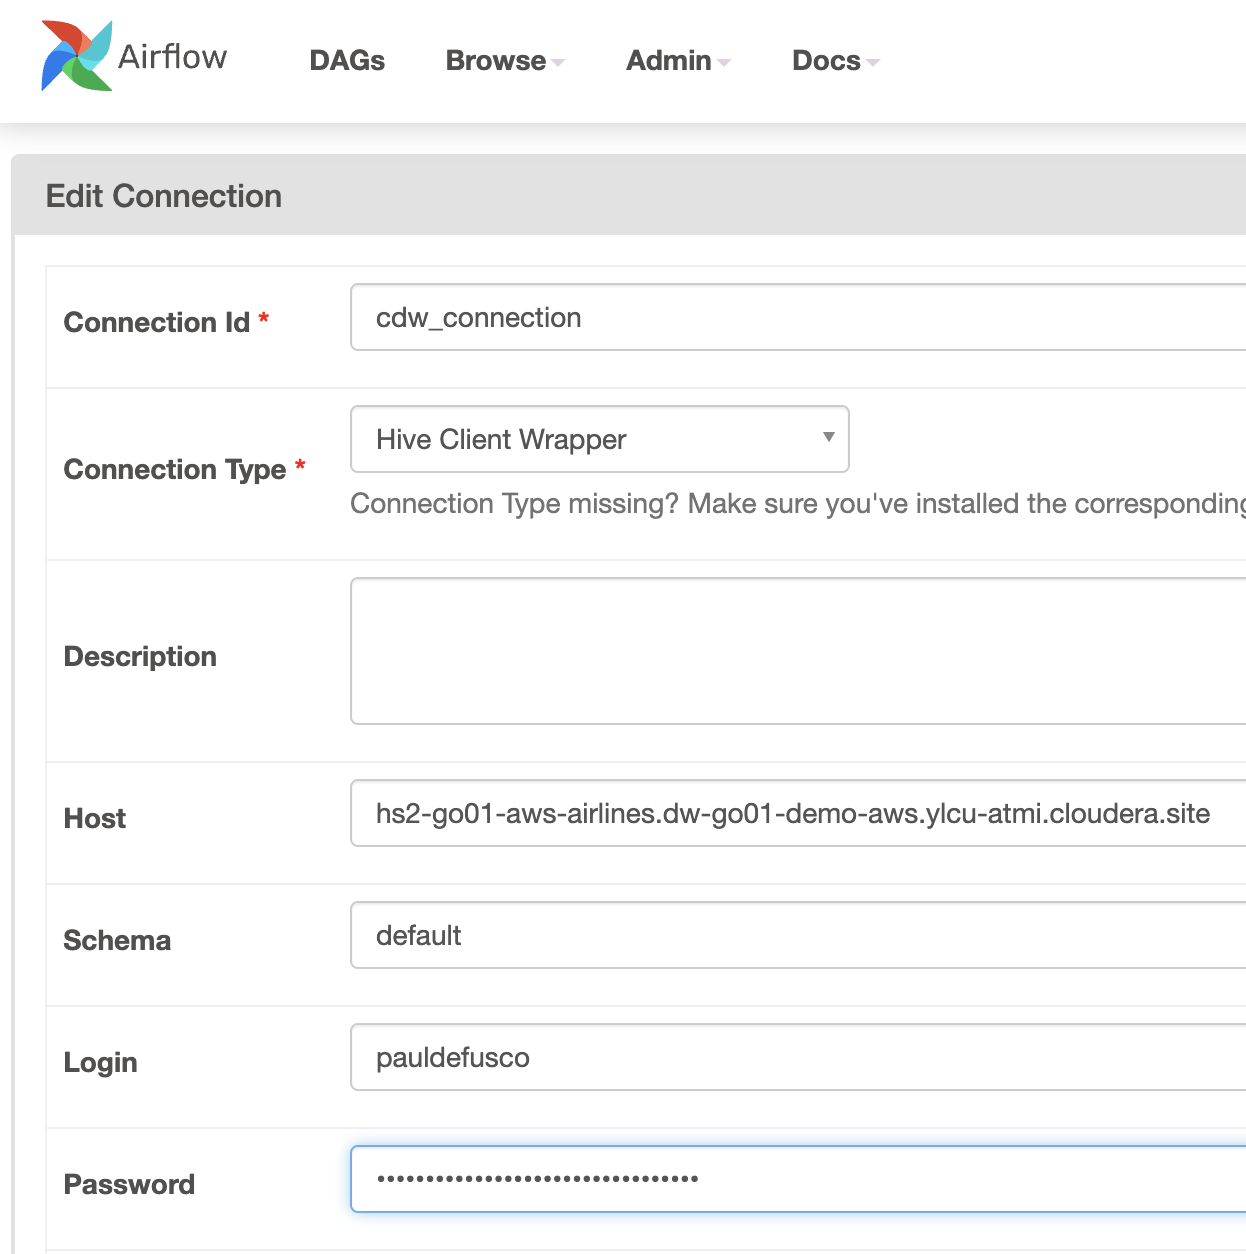 Airflow DAGs Browse Admin Docs
Edit Connection
Connection Id * cdw_connection
Connection Type * Hive Client Wrapper
Connection Type missing? Make sure you've installed the corresponding
Description
Host hs2-go01-aws-airlines.dw-go01-demo-aws.ylcu-atmi.cloudera.site
Schema default
Login pauldefusco
Password